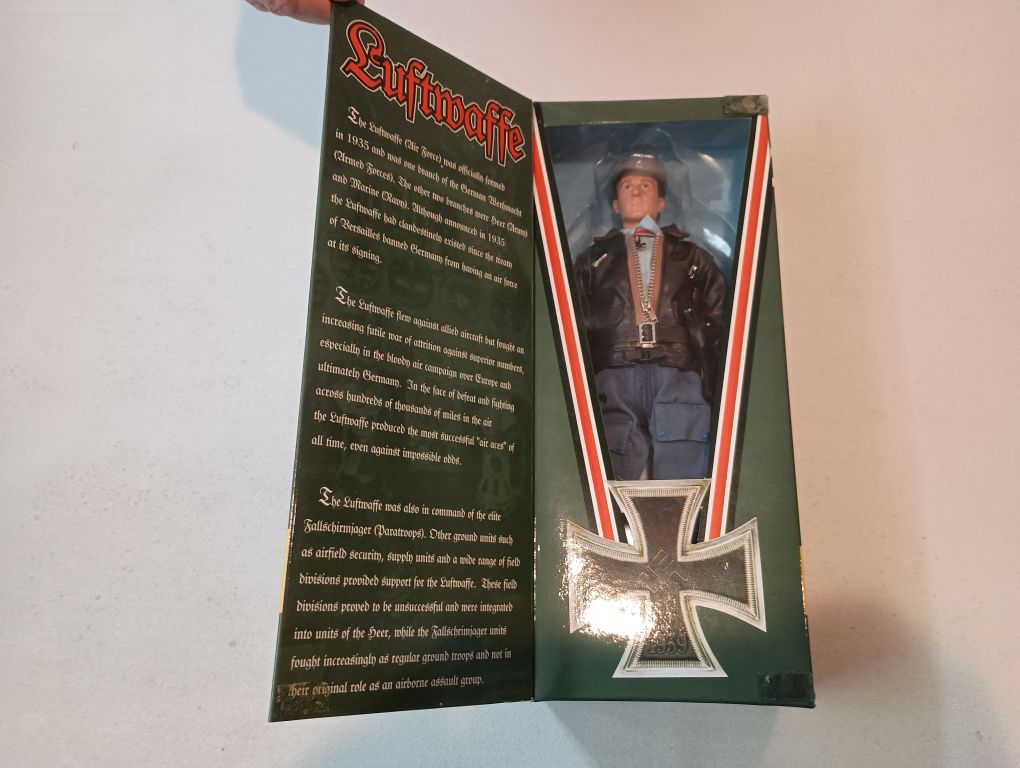 Luftwaffe
The Luftwaffe (Air Force) was officially formed
in 1935 and was one branch of the German Werhmacht
(Armed Forces). The other two branches were Heer (Army)
and Marine (Navy). Although announced in 1935
the Luftwaffe had clandestinely existed since the treaty
of Versailles banned Germany from having an air force
at its signing.
The Luftwaffe flew against allied aircraft but fought an
increasing futile war of attrition against superior numbers,
especially in the bloody air campaign over Europe and
ultimately Germany. In the face of defeat and fighting
across hundreds of thousands of miles in the air
the Luftwaffe produced the most successful "air aces" of
all time, even against impossible odds.
The Luftwaffe was also in command of the elite
Fallschirmjager (Paratroops). Other ground units such
as airfield security, supply units and a wide range of field
divisions provided support for the Luftwaffe. These field
divisions proved to be unsuccessful and were integrated
into units of the Heer, while the Fallschrimjager units
fought increasingly as regular ground troops and not in
their original role as an airborne assault group.
1939